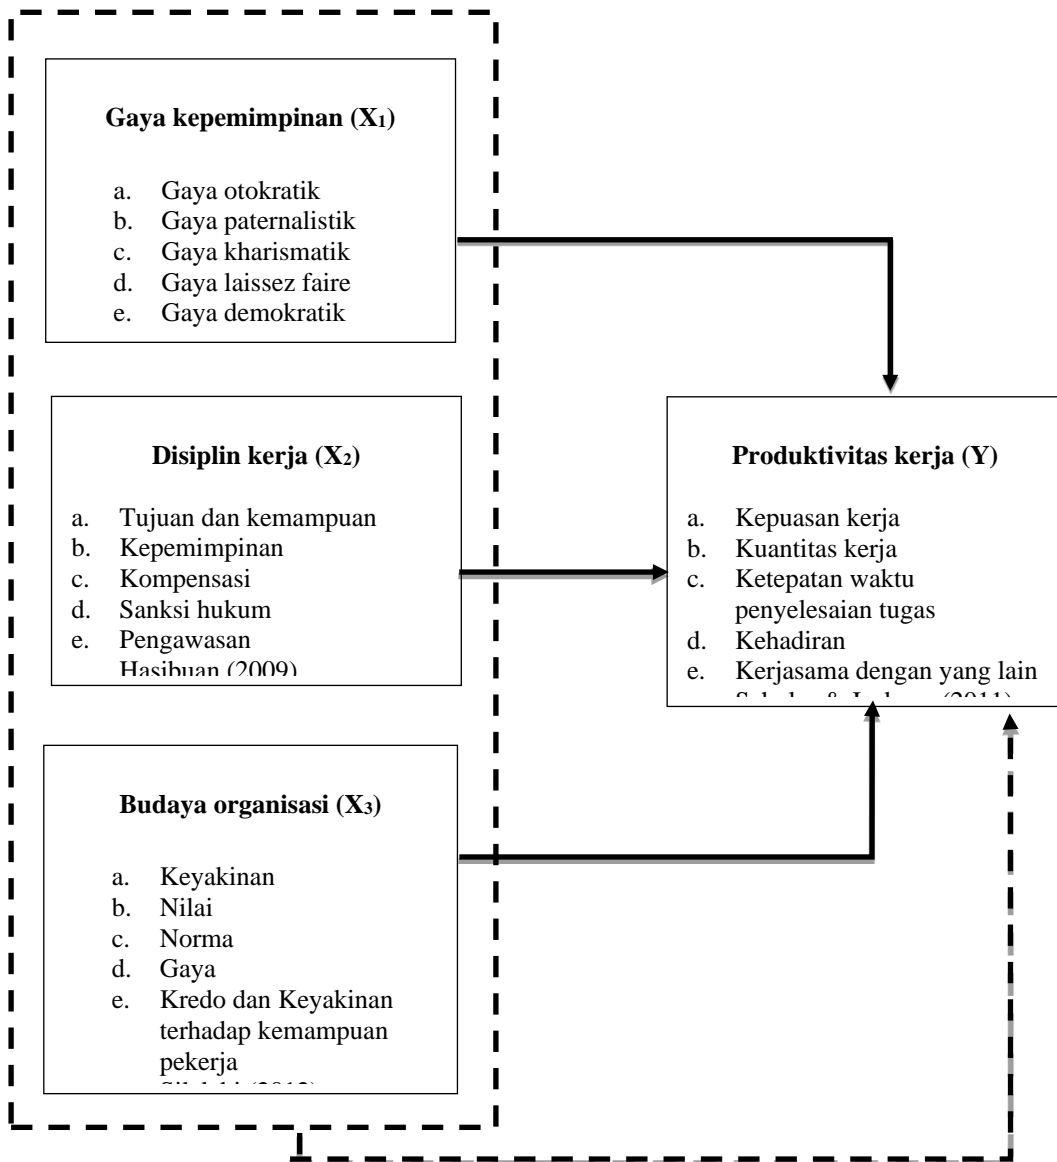 Gaya kepemimpinan (X₁)
a. Gaya otokratik
b. Gaya paternalistik
c. Gaya kharismatik
d. Gaya laissez faire
e. Gaya demokratik
Disiplin kerja (X₂)
a. Tujuan dan kemampuan
b. Kepemimpinan
c. Kompensasi
d. Sanksi hukum
e. Pengawasan
Hasibuan (2009)
Budaya organisasi (X₃)
a. Keyakinan
b. Nilai
c. Norma
d. Gaya
e. Kredo dan Keyakinan
terhadap kemampuan
pekerja
Produktivitas kerja (Y)
a. Kepuasan kerja
b. Kuantitas kerja
c. Ketepatan waktu
penyelesaian tugas
d. Kehadiran
e. Kerjasama dengan yang lain